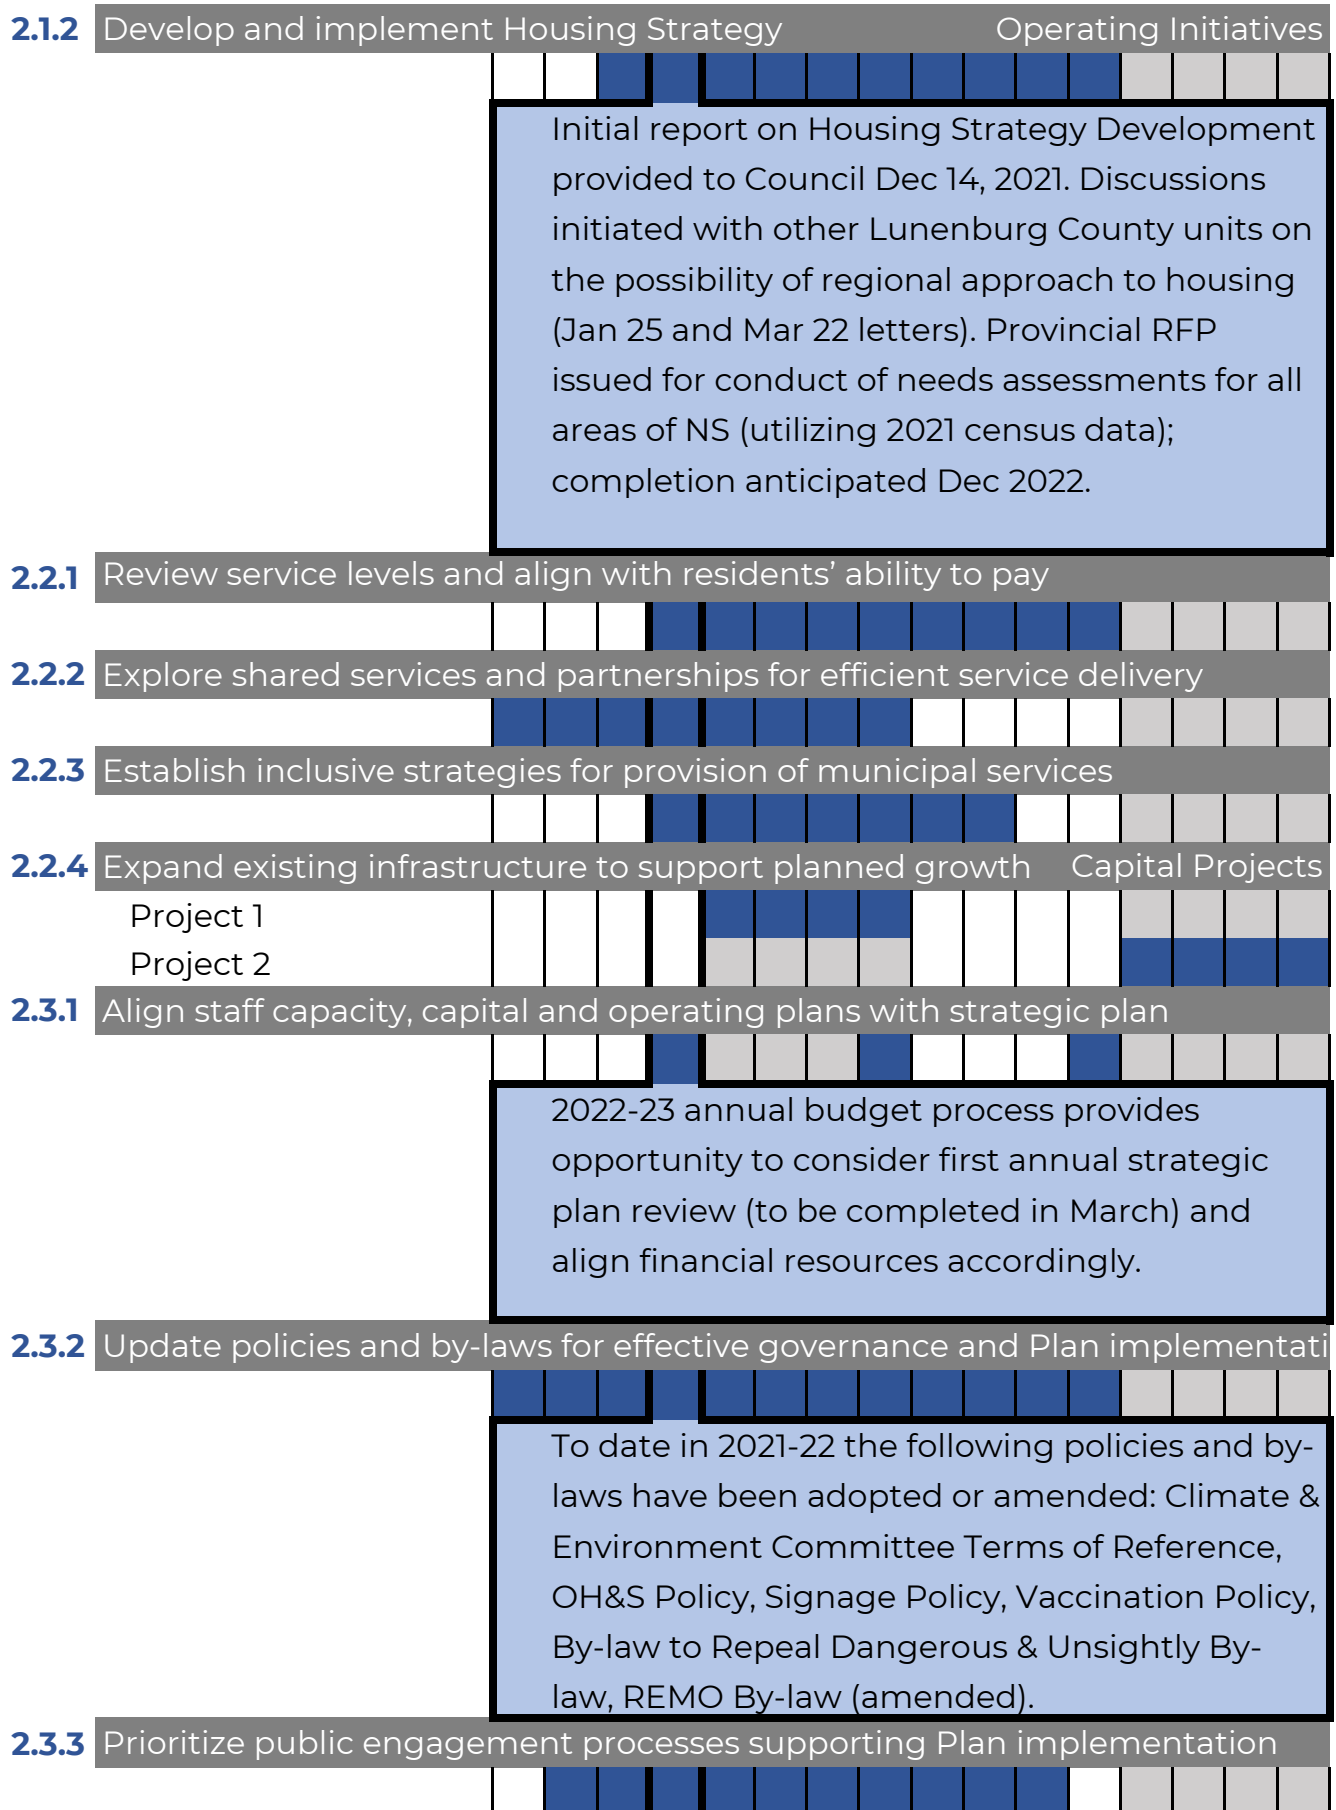 2.1.2 Develop and implement Housing Strategy Operating Initiatives
Initial report on Housing Strategy Development
provided to Council Dec 14, 2021. Discussions
initiated with other Lunenburg County units on
the possibility of regional approach to housing
(Jan 25 and Mar 22 letters). Provincial RFP
issued for conduct of needs assessments for all
areas of NS (utilizing 2021 census data);
completion anticipated Dec 2022.
2.2.1 Review service levels and align with residents’ ability to pay
2.2.2 Explore shared services and partnerships for efficient service delivery
2.2.3 Establish inclusive strategies for provision of municipal services
2.2.4 Expand existing infrastructure to support planned growth Capital Projects
Project 1
Project 2
2.3.1 Align staff capacity, capital and operating plans with strategic plan
2022-23 annual budget process provides
opportunity to consider first annual strategic
plan review (to be completed in March) and
align financial resources accordingly.
2.3.2 Update policies and by-laws for effective governance and Plan implementati
To date in 2021-22 the following policies and by-
laws have been adopted or amended: Climate &
Environment Committee Terms of Reference,
OH&S Policy, Signage Policy, Vaccination Policy,
By-law to Repeal Dangerous & Unsightly By-
law, REMO By-law (amended).
2.3.3 Prioritize public engagement processes supporting Plan implementation